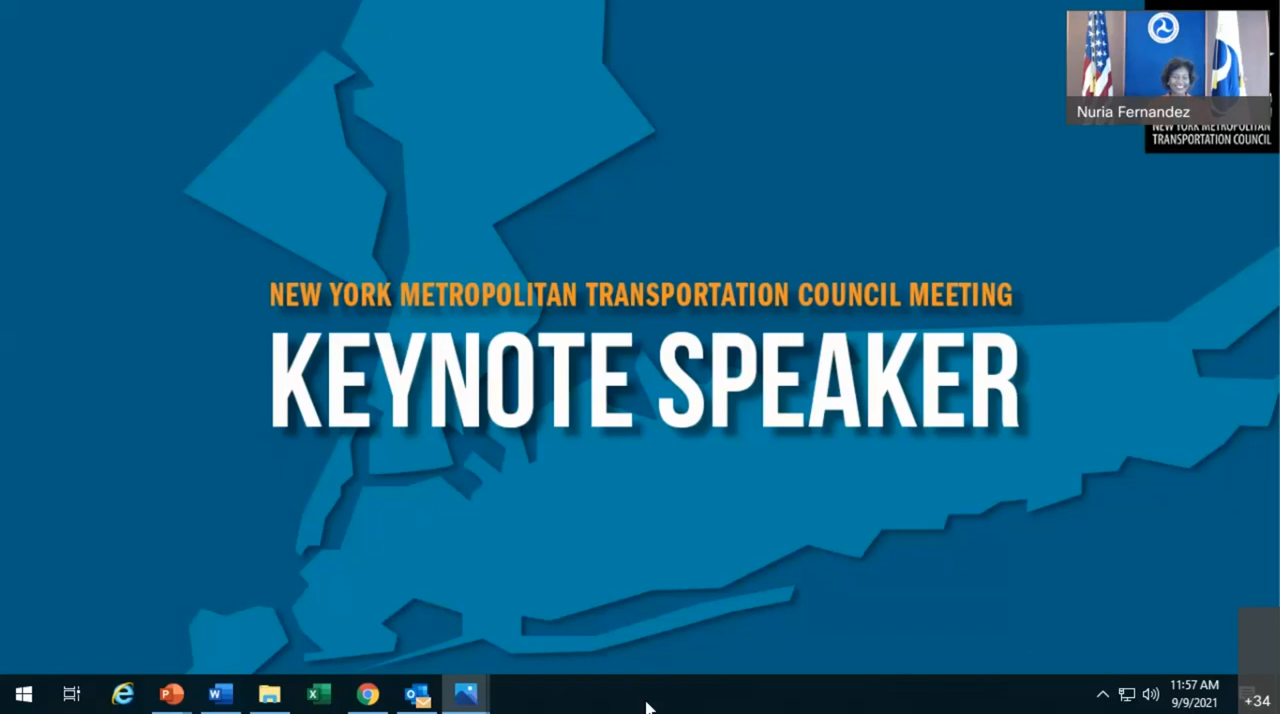 Nuria Fernandez
NEW YORK METROPOLITAN
TRANSPORTATION COUNCIL
NEW YORK METROPOLITAN TRANSPORTATION COUNCIL MEETING
KEYNOTE SPEAKER
11:57 AM
9/9/2021
+34